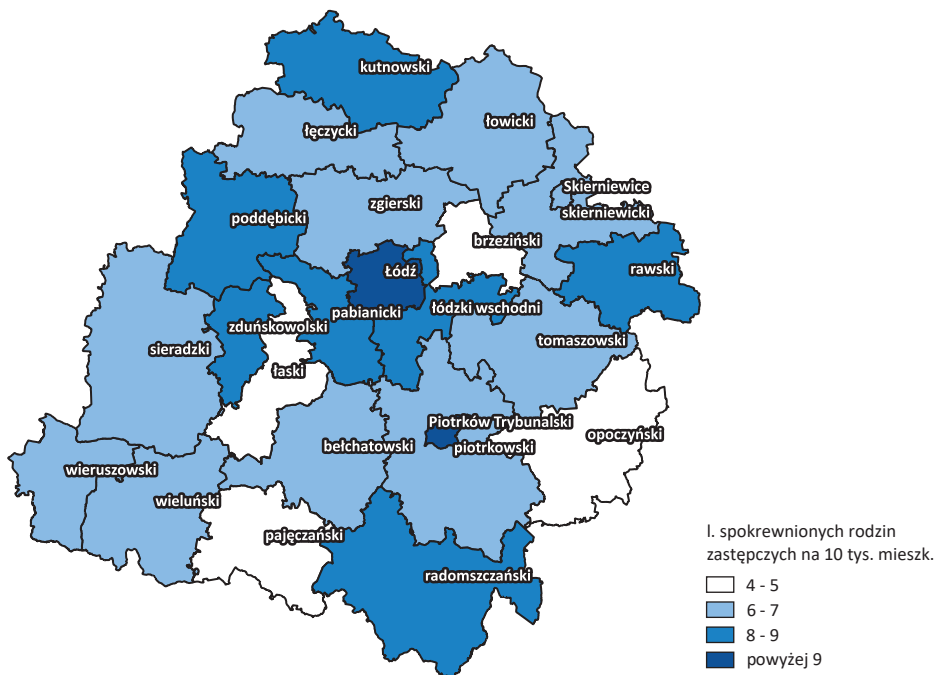 kutnowski
łowicki
łęczycki
Skierniewice
zgierski
skierniewicki
poddębicki
brzeziński
rawski
Łódź
łódzki wschodni
pabianicki
zduńskowolski
tomaszowski
sieradzki
łaski
Piotrków Trybunalski
opoczyński
bełchatowski
piotrkowski
wieruszowski
wieluński
pajęczański
radomszczański
l. spokrewnionych rodzin
zastępczych na 10 tys. mieszk.
4 - 5
6 - 7
8 - 9
powyżej 9